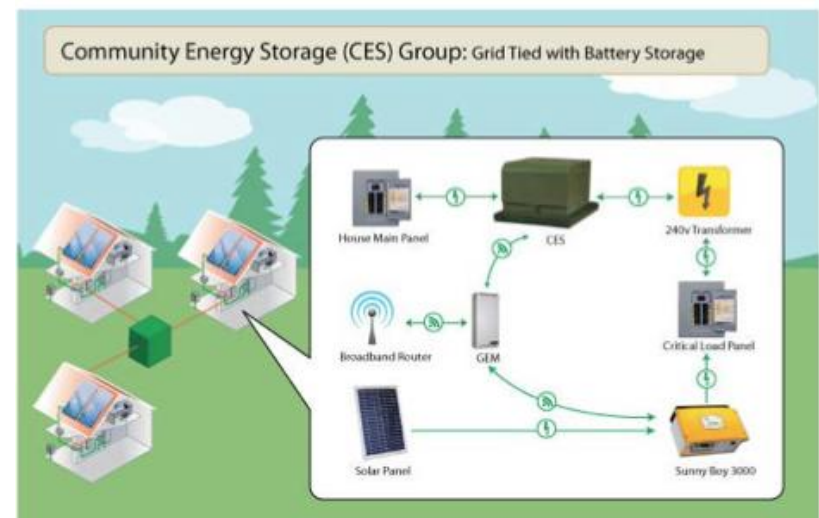 Community Energy Storage (CES) Group: Grid Tied with Battery Storage
House Main Panel
CES
240v Transformer
Broadband Router
GEM
Critical Load Panel
Solar Panel
Sunny Boy 3000